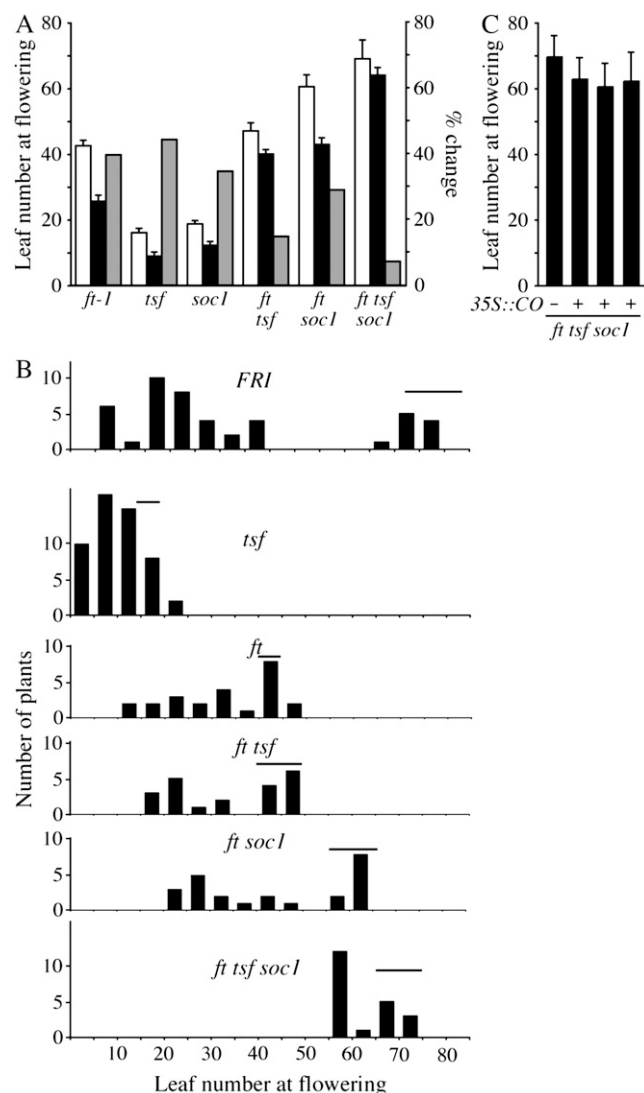 A
Leaf number at flowering
80
60
40
20
0
80
60
40
20
0
% change
ft-1
tsf
soc1
ft tsf
ft soc1
ft tsf soc1
C
Leaf number at flowering
80
60
40
20
0
35S::CO – + + +
ft tsf soc1
B
Number of plants
FRI
10
5
0
tsf
10
5
0
ft
10
5
0
ft tsf
10
5
0
ft soc1
10
5
0
ft tsf soc1
10
5
0
10 20 30 40 50 60 70 80
Leaf number at flowering